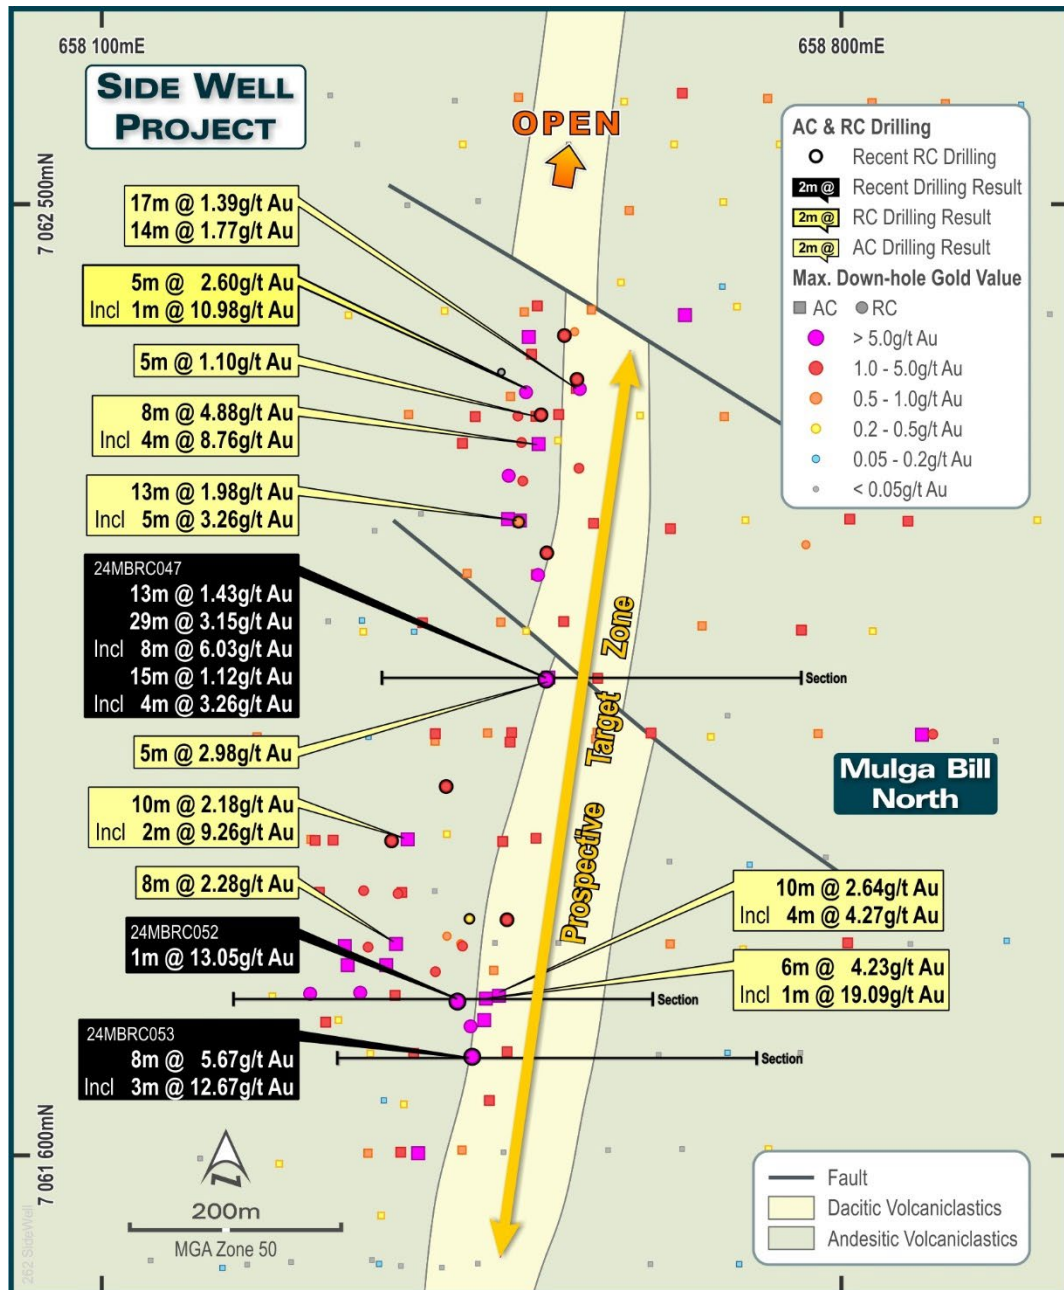 658 100mE
658 800mE
SIDE WELL
PROJECT
OPEN
7 062 500mN
17m @ 1.39g/t Au
14m @ 1.77g/t Au
5m @ 2.60g/t Au
Incl 1m @ 10.98g/t Au
5m @ 1.10g/t Au
8m @ 4.88g/t Au
Incl 4m @ 8.76g/t Au
13m @ 1.98g/t Au
Incl 5m @ 3.26g/t Au
24MBRC047
13m @ 1.43g/t Au
29m @ 3.15g/t Au
Incl 8m @ 6.03g/t Au
15m @ 1.12g/t Au
Incl 4m @ 3.26g/t Au
5m @ 2.98g/t Au
10m @ 2.18g/t Au
Incl 2m @ 9.26g/t Au
8m @ 2.28g/t Au
24MBRC052
1m @ 13.05g/t Au
24MBRC053
8m @ 5.67g/t Au
Incl 3m @ 12.67g/t Au
AC & RC Drilling
Recent RC Drilling
2m @ Recent Drilling Result
2m @ RC Drilling Result
2m @ AC Drilling Result
Max. Down-hole Gold Value
AC RC
> 5.0g/t Au
1.0 - 5.0g/t Au
0.5 - 1.0g/t Au
0.2 - 0.5g/t Au
0.05 - 0.2g/t Au
< 0.05g/t Au
Prospective Target Zone
Section
Mulga Bill
North
10m @ 2.64g/t Au
Incl 4m @ 4.27g/t Au
6m @ 4.23g/t Au
Incl 1m @ 19.09g/t Au
Section
Section
7 061 600mN
N
200m
MGA Zone 50
262 SideWell
Fault
Dacitic Volcaniclastics
Andesitic Volcaniclastics